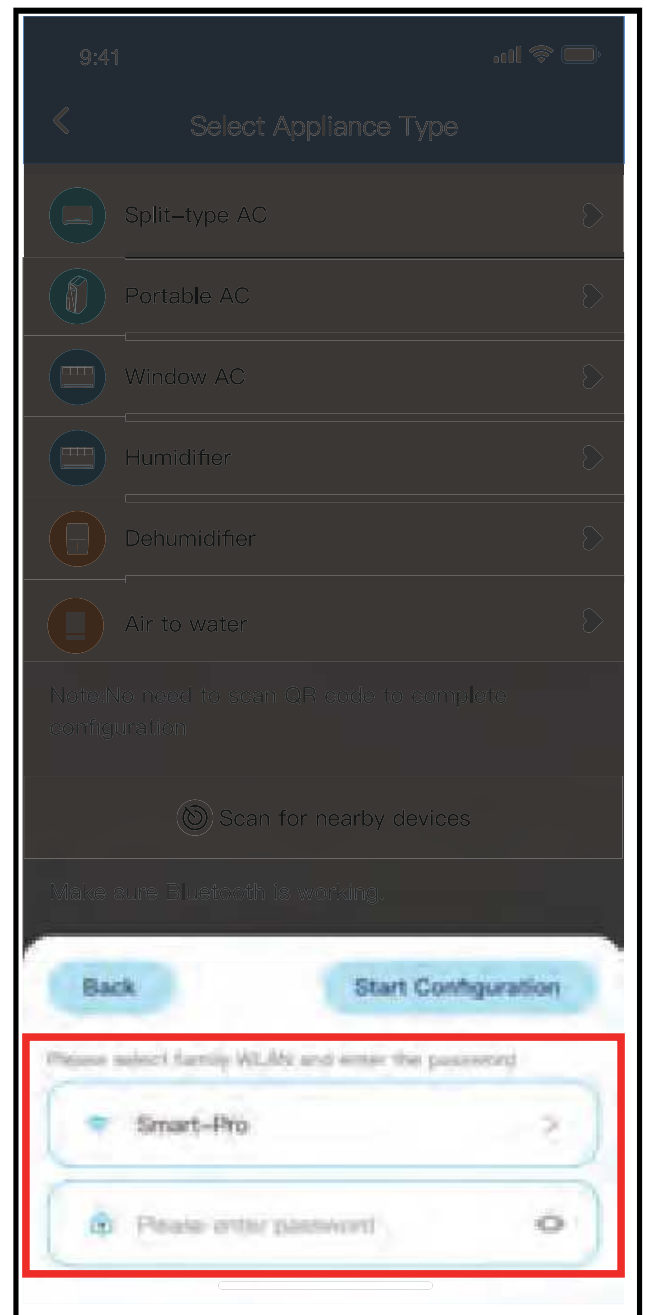 9:41
Select Appliance Type
Split-type AC
Portable AC
Window AC
Humidifier
Dehumidifier
Air to water
Note:No need to scan QR code to complete
configuration
Scan for nearby devices
Make sure Bluetooth is working.
Back
Start Configuration
Please select family WLAN and enter the password
Smart-Pro
Please enter password